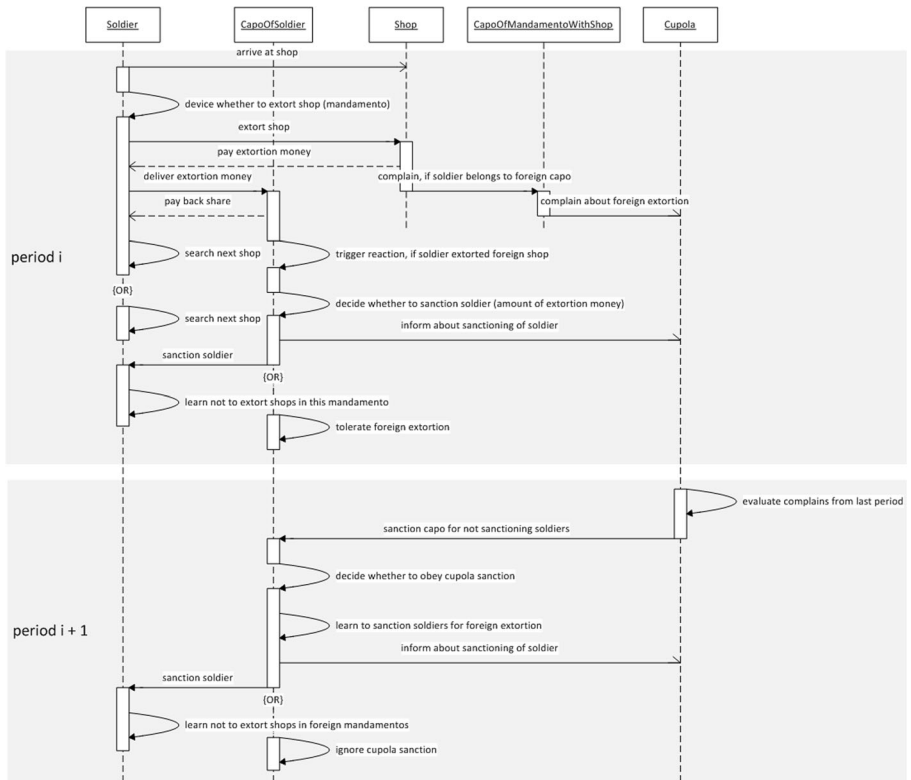 Soldier
CapoOfSoldier
Shop
CapoOfMandamentoWithShop
Cupola
arrive at shop
device whether to extort shop (mandamento)
extort shop
pay extortion money
deliver extortion money
complain, if soldier belongs to foreign capo
pay back share
complain about foreign extortion
period i
search next shop
trigger reaction, if soldier extorted foreign shop
{OR}
decide whether to sanction soldier (amount of extortion money)
search next shop
inform about sanctioning of soldier
sanction soldier
{OR}
learn not to extort shops in this mandamento
tolerate foreign extortion
evaluate complains from last period
sanction capo for not sanctioning soldiers
decide whether to obey cupola sanction
period i + 1
learn to sanction soldiers for foreign extortion
inform about sanctioning of soldier
sanction soldier
{OR}
learn not to extort shops in foreign mandamentos
ignore cupola sanction